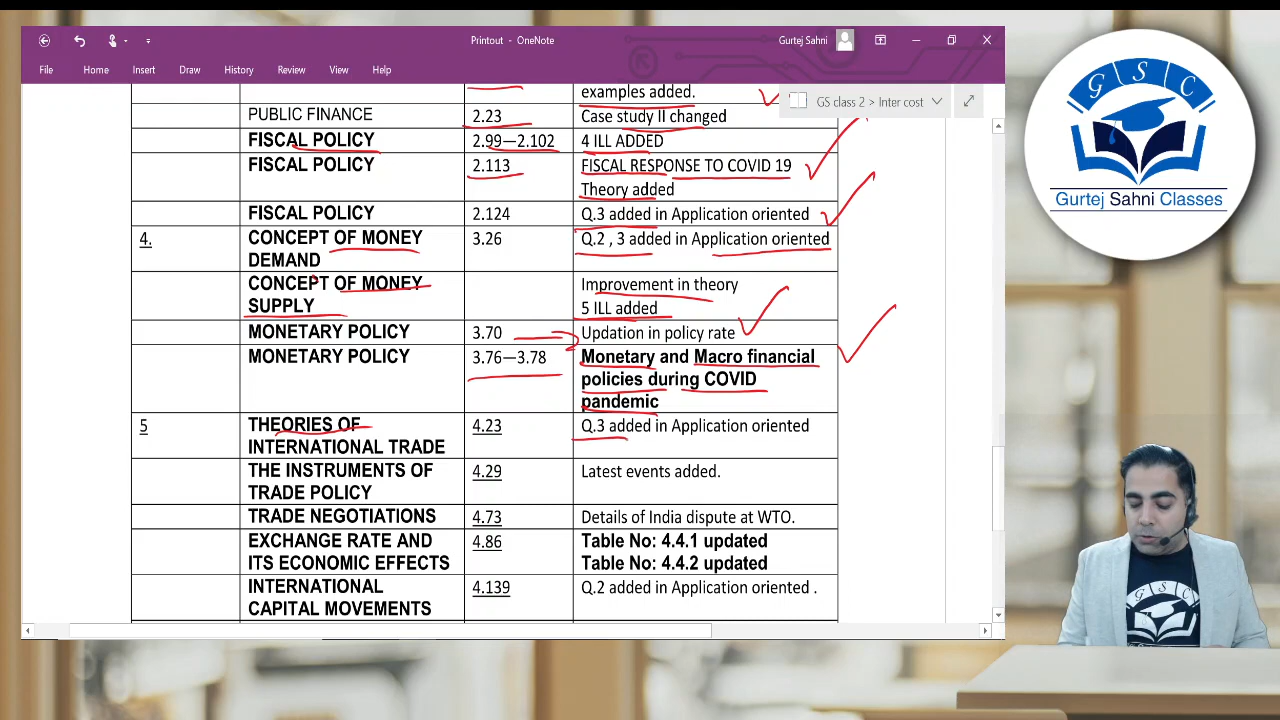 Printout - OneNote
Gurtej Sahni
File Home Insert Draw History Review View Help
GS class 2 > Inter cost
examples added.
PUBLIC FINANCE 2.23 Case study II changed
FISCAL POLICY 2.99—2.102 4 ILL ADDED
FISCAL POLICY 2.113 FISCAL RESPONSE TO COVID 19
Theory added
FISCAL POLICY 2.124 Q.3 added in Application oriented
4. CONCEPT OF MONEY 3.26 Q.2 , 3 added in Application oriented
DEMAND
CONCEPT OF MONEY Improvement in theory
SUPPLY 5 ILL added
MONETARY POLICY 3.70 Updation in policy rate
MONETARY POLICY 3.76—3.78 Monetary and Macro financial
policies during COVID
pandemic
5 THEORIES OF 4.23 Q.3 added in Application oriented
INTERNATIONAL TRADE
THE INSTRUMENTS OF 4.29 Latest events added.
TRADE POLICY
TRADE NEGOTIATIONS 4.73 Details of India dispute at WTO.
EXCHANGE RATE AND 4.86 Table No: 4.4.1 updated
ITS ECONOMIC EFFECTS Table No: 4.4.2 updated
INTERNATIONAL 4.139 Q.2 added in Application oriented .
CAPITAL MOVEMENTS
G S C
Gurtej Sahni Classes
G S C